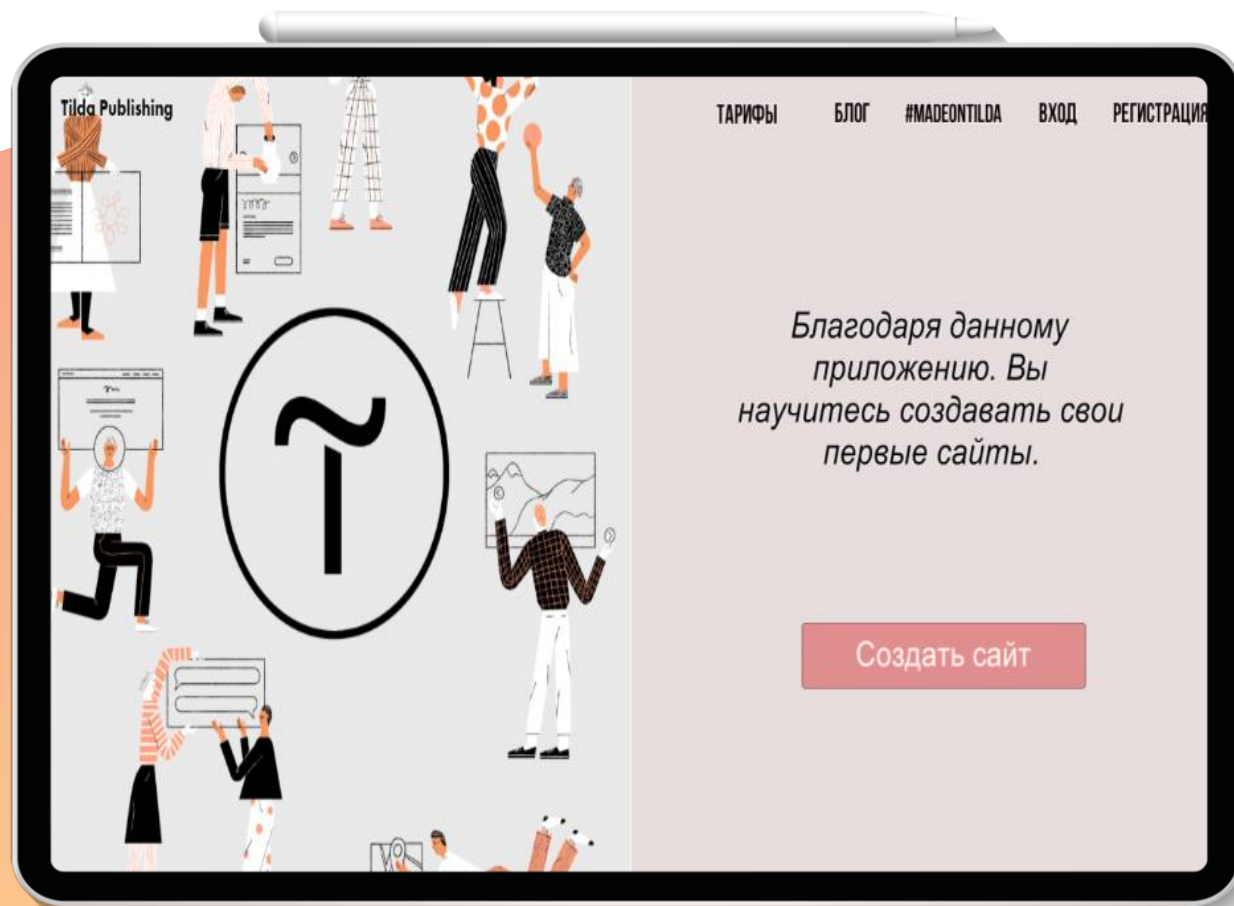 Tilda Publishing
ТАРИФЫ БЛОГ #MADEONTILDA ВХОД РЕГИСТРАЦИЯ
Благодаря данному
приложению. Вы
научитесь создавать свои
первые сайты.
Создать сайт